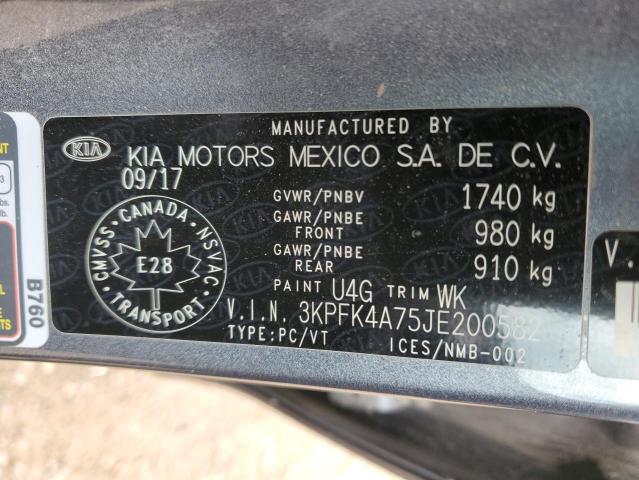 MANUFACTURED BY
KIA
KIA MOTORS MEXICO S.A. DE C.V.
09/17
GVWR/PNBV 1740 kg
GAWR/PNBE
FRONT 980 kg
GAWR/PNBE
REAR 910 kg
CANADA
CMVSS
NSVAC
E28
TRANSPORT
PAINT U4G TRIM WK
V.I.N. 3KPFK4A75JE200582
TYPE:PC/VT ICES/NMB-002
B760
V.